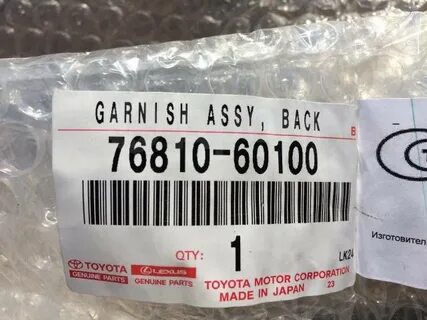 GARNISH ASSY, BACK
76810-60100
QTY: 1
LK24
TOYOTA GENUINE PARTS
LEXUS GENUINE PARTS
TOYOTA MOTOR CORPORATION
MADE IN JAPAN 23